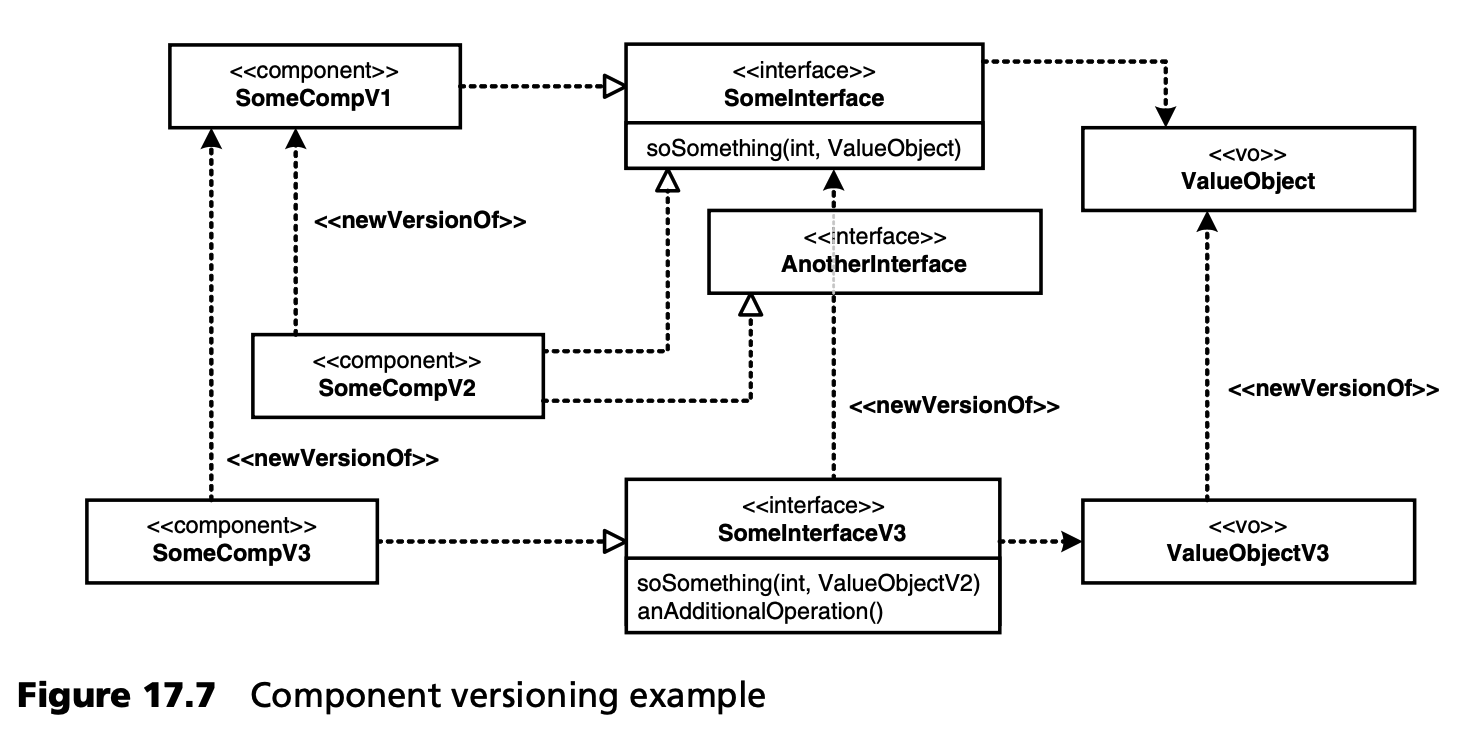 <<component>>
SomeCompV1
<<interface>>
SomeInterface
soSomething(int, ValueObject)
<<vo>>
ValueObject
<<newVersionOf>>
<<interface>>
AnotherInterface
<<component>>
SomeCompV2
<<newVersionOf>>
<<newVersionOf>>
<<newVersionOf>>
<<component>>
SomeCompV3
<<interface>>
SomeInterfaceV3
soSomething(int, ValueObjectV2)
anAdditionalOperation()
<<vo>>
ValueObjectV3
Figure 17.7 Component versioning example